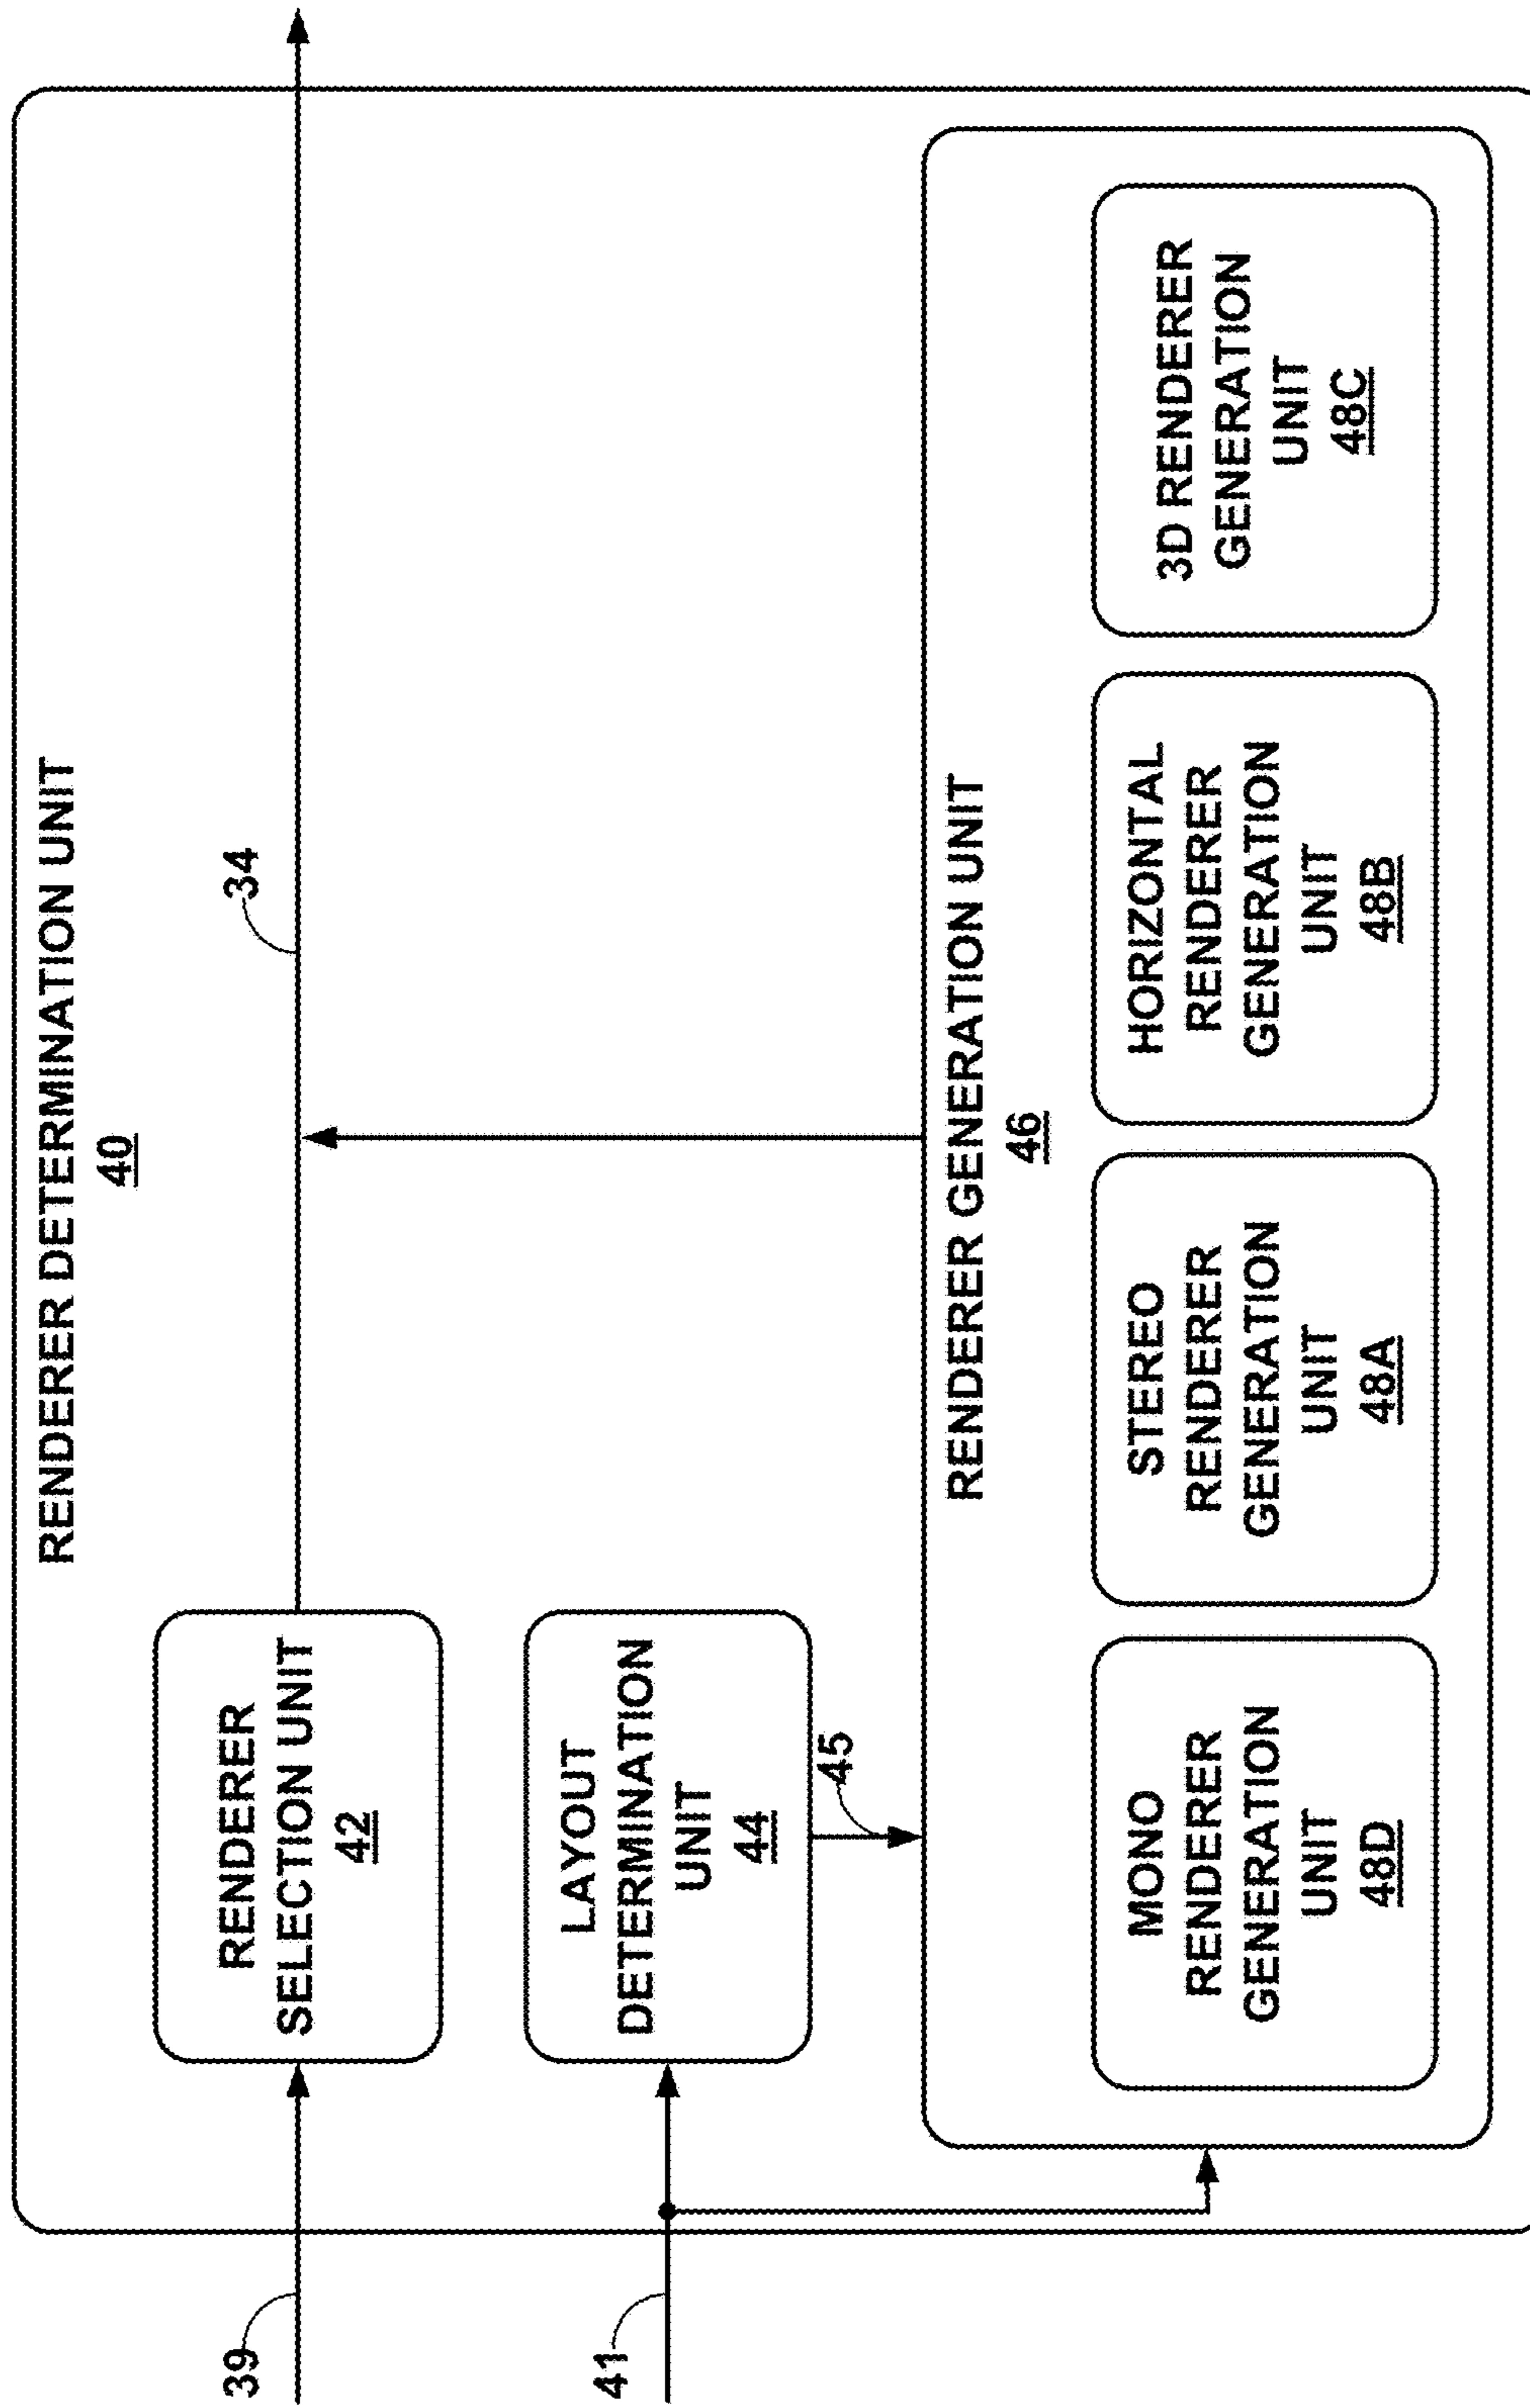 RENDERER DETERMINATION UNIT
40
39
RENDERER
SELECTION UNIT
42
34
41
LAYOUT
DETERMINATION
UNIT
44
45
RENDERER GENERATION UNIT
46
MONO
RENDERER
GENERATION
UNIT
48D
STEREO
RENDERER
GENERATION
UNIT
48A
HORIZONTAL
RENDERER
GENERATION
UNIT
48B
3D RENDERER
GENERATION
UNIT
48C